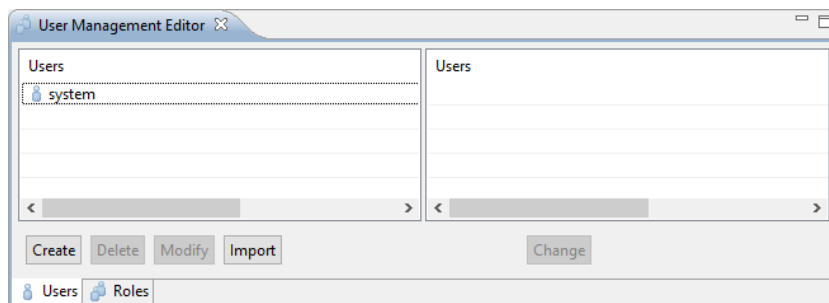 User Management Editor
Users
Users
system
Create Delete Modify Import Change
Users Roles